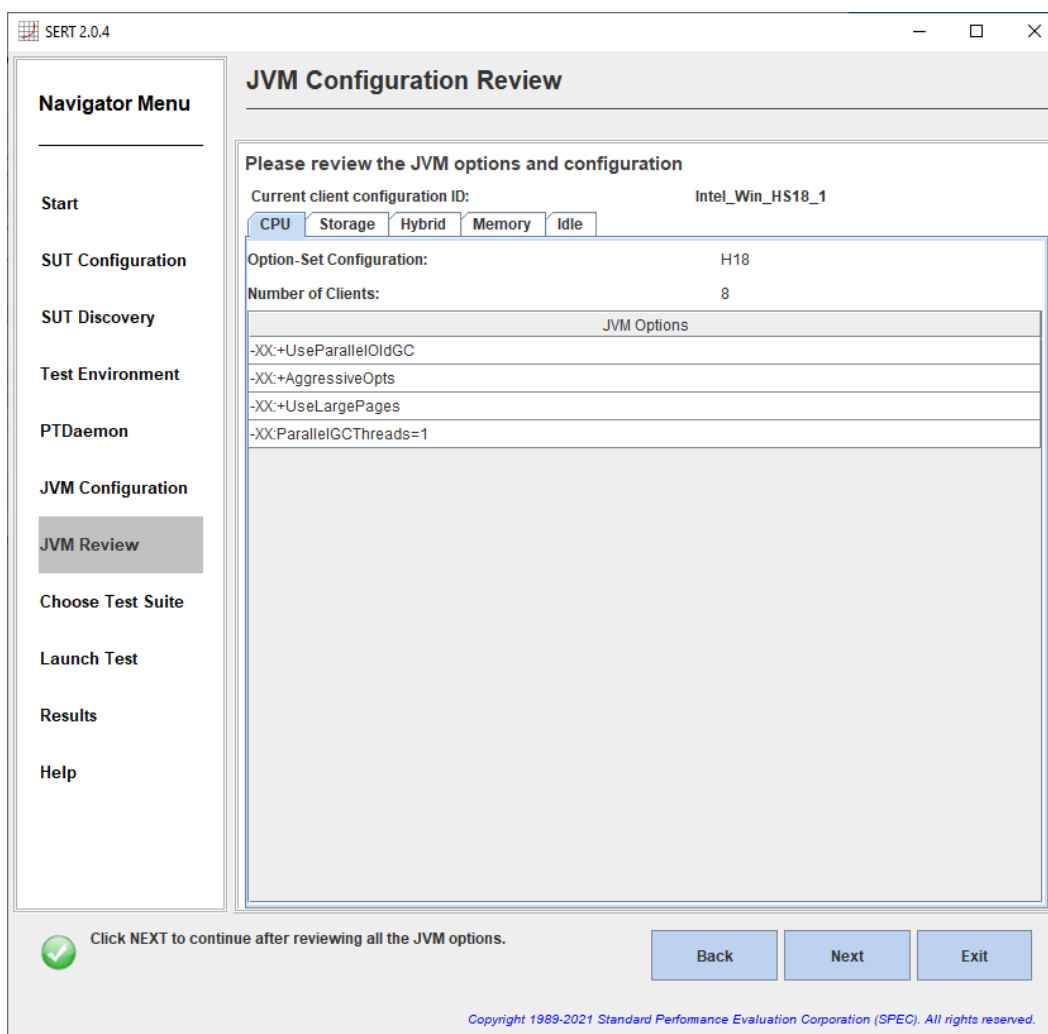 SERT 2.0.4
Navigator Menu
Start
SUT Configuration
SUT Discovery
Test Environment
PTDaemon
JVM Configuration
JVM Review
Choose Test Suite
Launch Test
Results
Help
JVM Configuration Review
Please review the JVM options and configuration
Current client configuration ID: Intel_Win_HS18_1
CPU Storage Hybrid Memory Idle
Option-Set Configuration: H18
Number of Clients: 8
JVM Options
-XX:+UseParallelOldGC
-XX:+AggressiveOpts
-XX:+UseLargePages
-XX:ParallelGCThreads=1
Click NEXT to continue after reviewing all the JVM options.
Back Next Exit
Copyright 1989-2021 Standard Performance Evaluation Corporation (SPEC). All rights reserved.